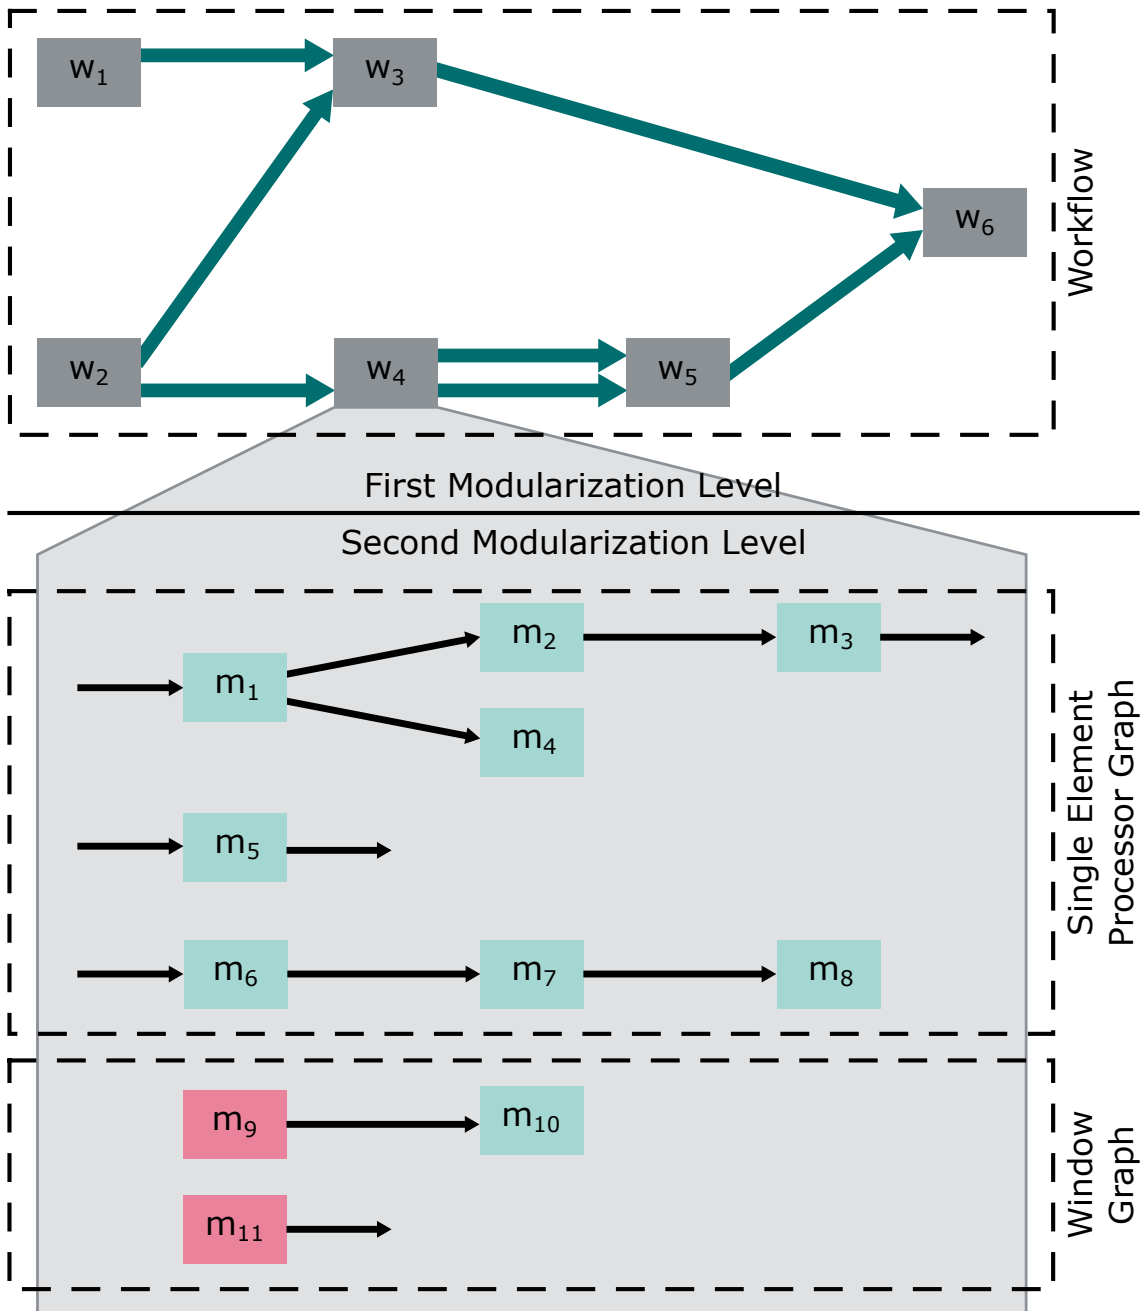 w1
w3
w6
w2
w4
w5
Workflow
First Modularization Level
Second Modularization Level
m1
m2
m3
m4
m5
m6
m7
m8
Single Element
Processor Graph
m9
m10
m11
Window
Graph